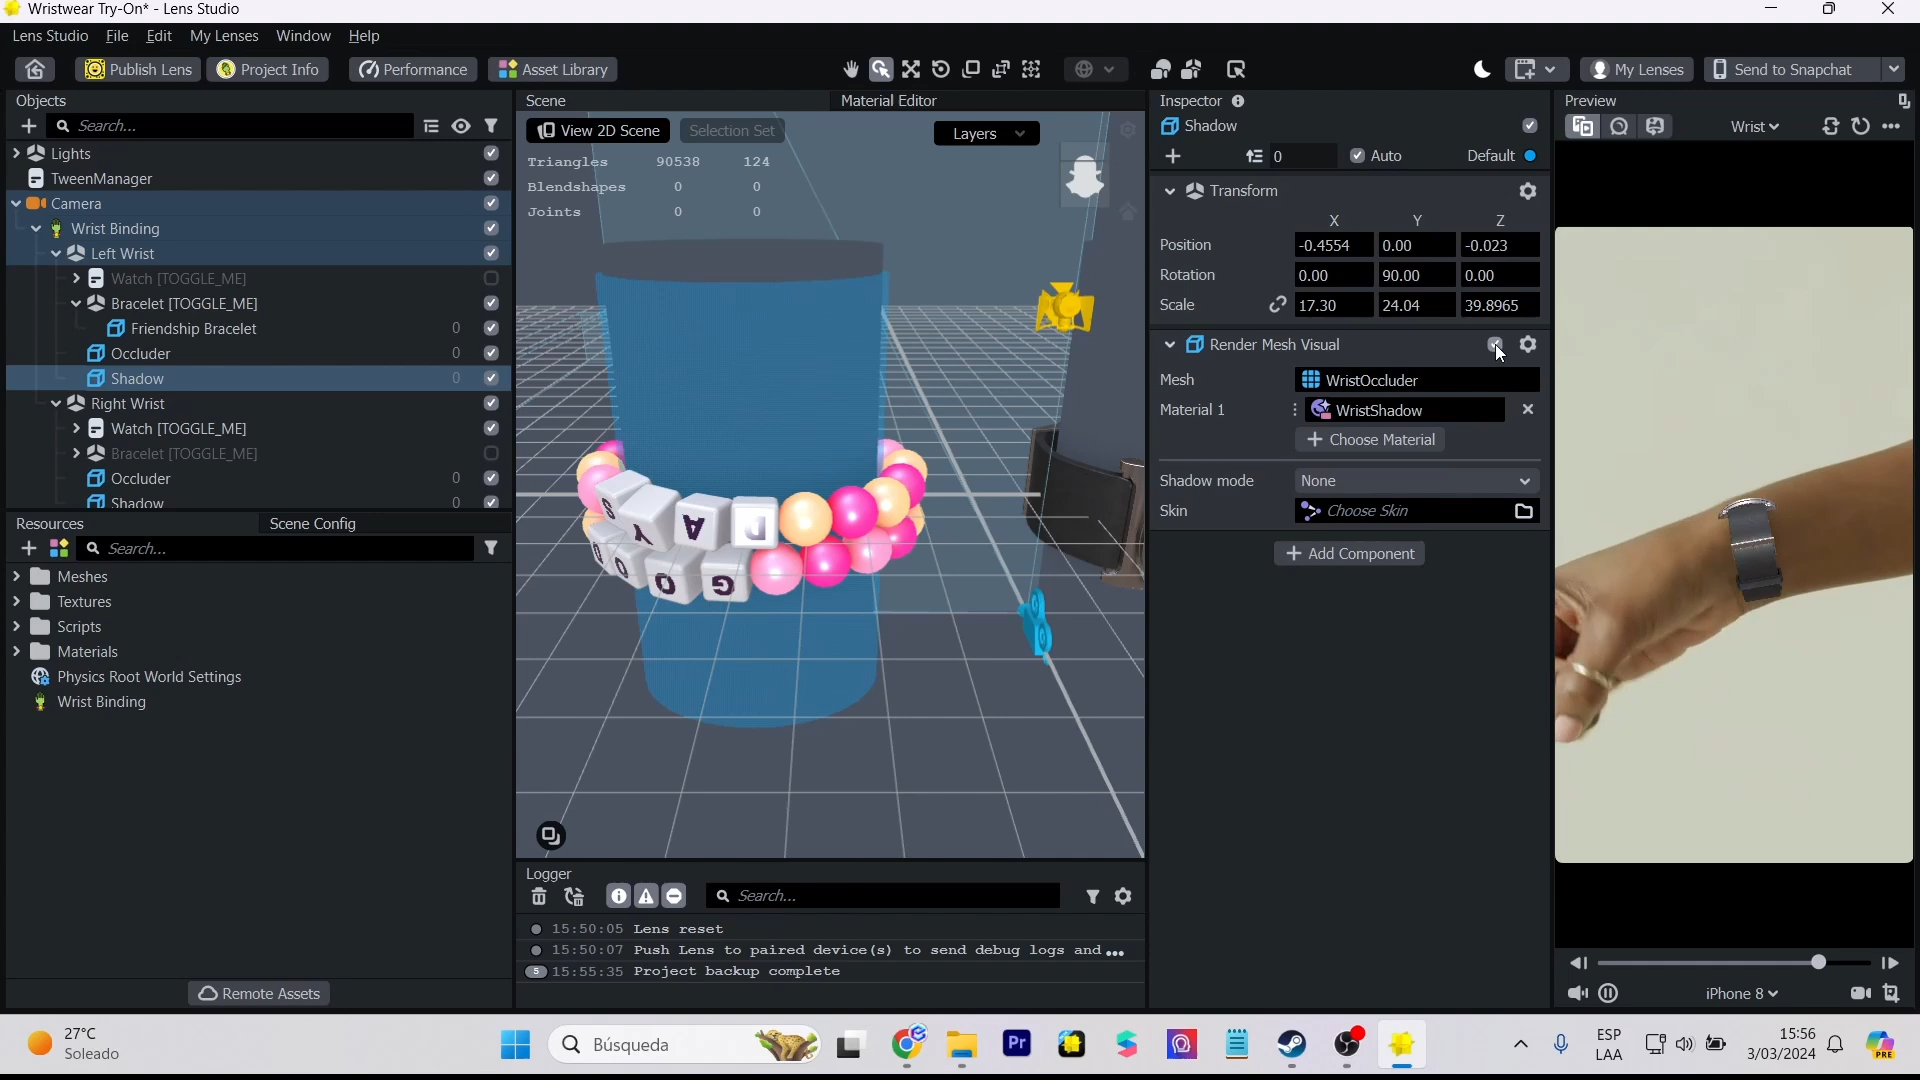 Wristwear Try-On* - Lens Studio
Lens Studio File Edit My Lenses Window Help
Publish Lens Project Info Performance Asset Library My Lenses Send to Snapchat
Objects
Search...
Lights
TweenManager
Camera
Wrist Binding
Left Wrist
Watch [TOGGLE_ME]
Bracelet [TOGGLE_ME]
Friendship Bracelet 0
Occluder 0
Shadow 0
Right Wrist
Watch [TOGGLE_ME]
Bracelet [TOGGLE_ME]
Occluder 0
Shadow 0
Resources Scene Config
Search...
Meshes
Textures
Scripts
Materials
Physics Root World Settings
Wrist Binding
Remote Assets
Scene Material Editor
View 2D Scene Selection Set Layers
Triangles 90538 124
Blendshapes 0 0
Joints 0 0
S Y A P
O O G
Logger
Search...
15:50:05 Lens reset
15:50:07 Push Lens to paired device(s) to send debug logs and...
5 15:55:35 Project backup complete
Inspector
Shadow
0 Auto Default
Transform
X Y Z
Position -0.4554 0.00 -0.023
Rotation 0.00 90.00 0.00
Scale 17.30 24.04 39.8965
Render Mesh Visual
Mesh WristOccluder
Material 1 WristShadow
Choose Material
Shadow mode None
Skin Choose Skin
Add Component
Preview
Wrist
iPhone 8
27°C
Soleado
Búsqueda
Pr
ESP
LAA
15:56
3/03/2024
PRE